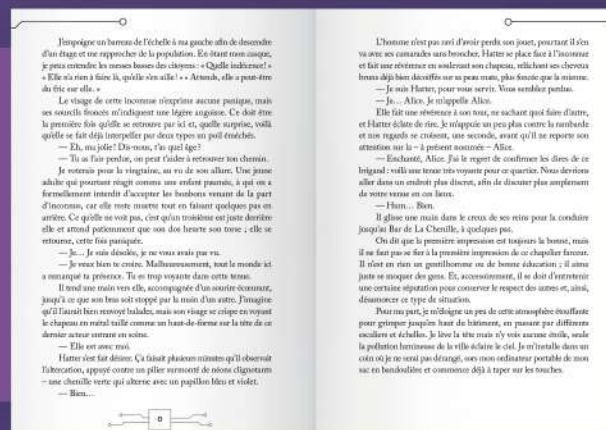 J'empoigne un barreau de l'échelle à ma gauche afin de descendre
d'un étage et me rapprocher de la population. En ôtant mon casque,
je peux entendre les messes basses des citoyens : « Quelle indécence ! »
« Elle n'a rien à faire là, qu'elle s'en aille ! » « Attends, elle a peut-être
du fric sur elle. »
Le visage de cette inconnue n'exprime aucune panique, mais
ses sourcils froncés m'indiquent une légère angoisse. Ce doit être
la première fois qu'elle se retrouve par ici et, quelle surprise, voilà
qu'elle se fait déjà interpeller par deux types un poil éméchés.
— Eh, ma jolie ! Dis-nous, t'as quel âge ?
— Tu as l'air perdue, on peut t'aider à retrouver ton chemin.
Je voterais pour la vingtaine, au vu de son allure. Une jeune
adulte qui pourtant réagit comme une enfant paumée, à qui on a
formellement interdit d'accepter les bonbons venant de la part
d'inconnus, car elle reste muette tout en faisant quelques pas en
arrière. Ce qu'elle ne voit pas, c'est qu'un troisième est juste derrière
elle et attend patiemment que son dos heurte son torse ; elle se
retourne, cette fois paniquée.
— Je... Je suis désolée, je ne vous avais pas vu.
— Je veux bien te croire. Malheureusement, tout le monde ici
a remarqué ta présence. Tu es trop voyante dans cette tenue.
Il tend une main vers elle, accompagnée d'un sourire écœurant,
jusqu'à ce que son bras soit stoppé par la main d'un autre. J'imagine
qu'il l'aurait bien renvoyé balader, mais son visage se crispe en voyant
le chapeau en métal taillé comme un haut-de-forme sur la tête de ce
dernier acteur entrant en scène.
— Elle est avec moi.
Hatter s'est fait désirer. Ça faisait plusieurs minutes qu'il observait
l'altercation, appuyé contre un pilier surmonté de néons clignotants
– une chenille verte qui alterne avec un papillon bleu et violet.
— Bien...
L'homme n'est pas ravi d'avoir perdu son jouet, pourtant il s'en
va avec ses camarades sans broncher. Hatter se place face à l'inconnue
et fait une révérence en soulevant son chapeau, relâchant ses cheveux
bruns déjà bien décoiffés sur sa peau mate, plus foncée que la mienne.
— Je suis Hatter, pour vous servir. Vous semblez perdue.
— Je... Alice. Je m'appelle Alice.
Elle fait une révérence à son tour, ne sachant quoi faire d'autre,
et Hatter éclate de rire. Je m'appuie un peu plus contre la rambarde
et nos regards se croisent, une seconde, avant qu'il ne reporte son
attention sur la – à présent nommée – Alice.
— Enchanté, Alice. J'ai le regret de confirmer les dires de ce
brigand : voilà une tenue très voyante pour ce quartier. Nous devrions
aller dans un endroit plus discret, afin de discuter plus amplement
de votre venue en ces lieux.
— Hum... Bien.
Il glisse une main dans le creux de ses reins pour la conduire
jusqu'au Bar de La Chenille, à quelques pas.
On dit que la première impression est toujours la bonne, mais
il ne faut pas se fier à la première impression de ce chapelier farceur.
Il n'est en rien un gentilhomme ou de bonne éducation ; il aime
juste se moquer des gens. Et, accessoirement, il se doit d'entretenir
une certaine réputation pour conserver le respect des autres et, ainsi,
désamorcer ce type de situation.
Pour ma part, je m'éloigne un peu de cette atmosphère étouffante
pour grimper jusqu'en haut du bâtiment, en passant par différents
escaliers et échelles. Je lève la tête mais n'y vois aucune étoile, seule
la pollution lumineuse de la ville éclaire le ciel. Je m'installe dans un
coin où je ne serai pas dérangé, sors mon ordinateur portable de mon
sac en bandoulière et commence déjà à taper sur les touches.